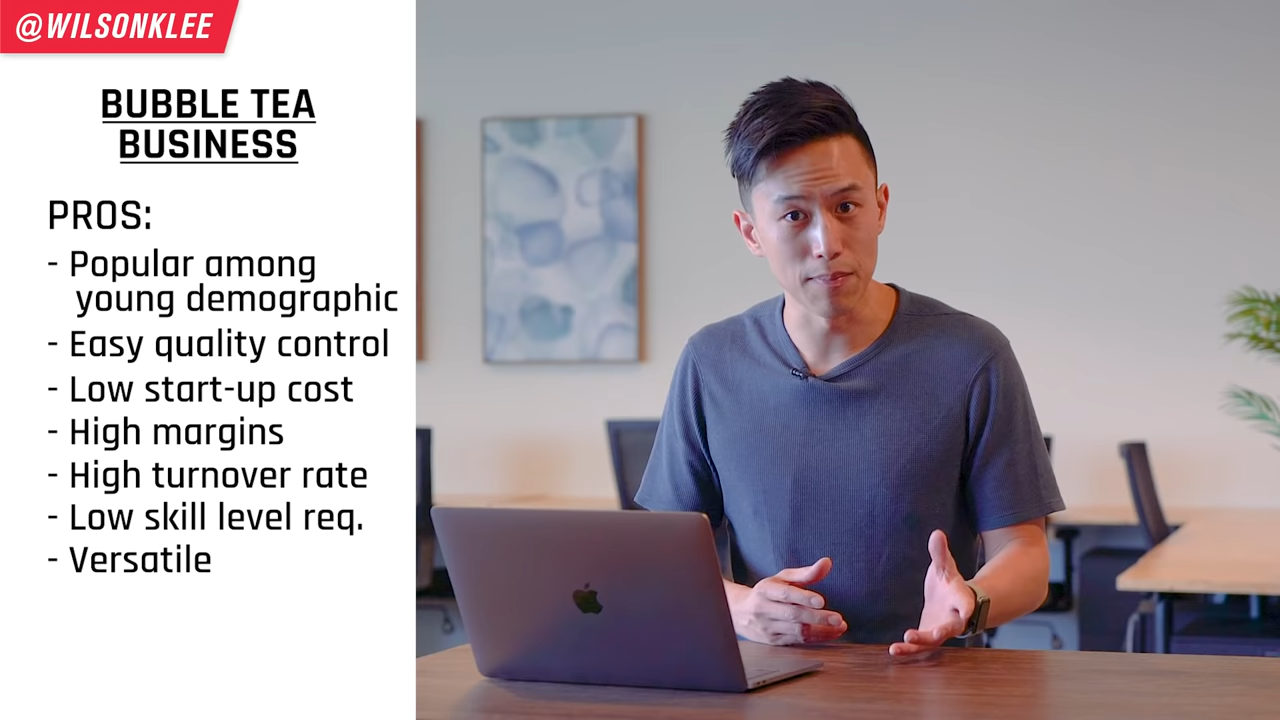 @WILSONKLEE
BUBBLE TEA
BUSINESS
PROS:
- Popular among
young demographic
- Easy quality control
- Low start-up cost
- High margins
- High turnover rate
- Low skill level req.
- Versatile